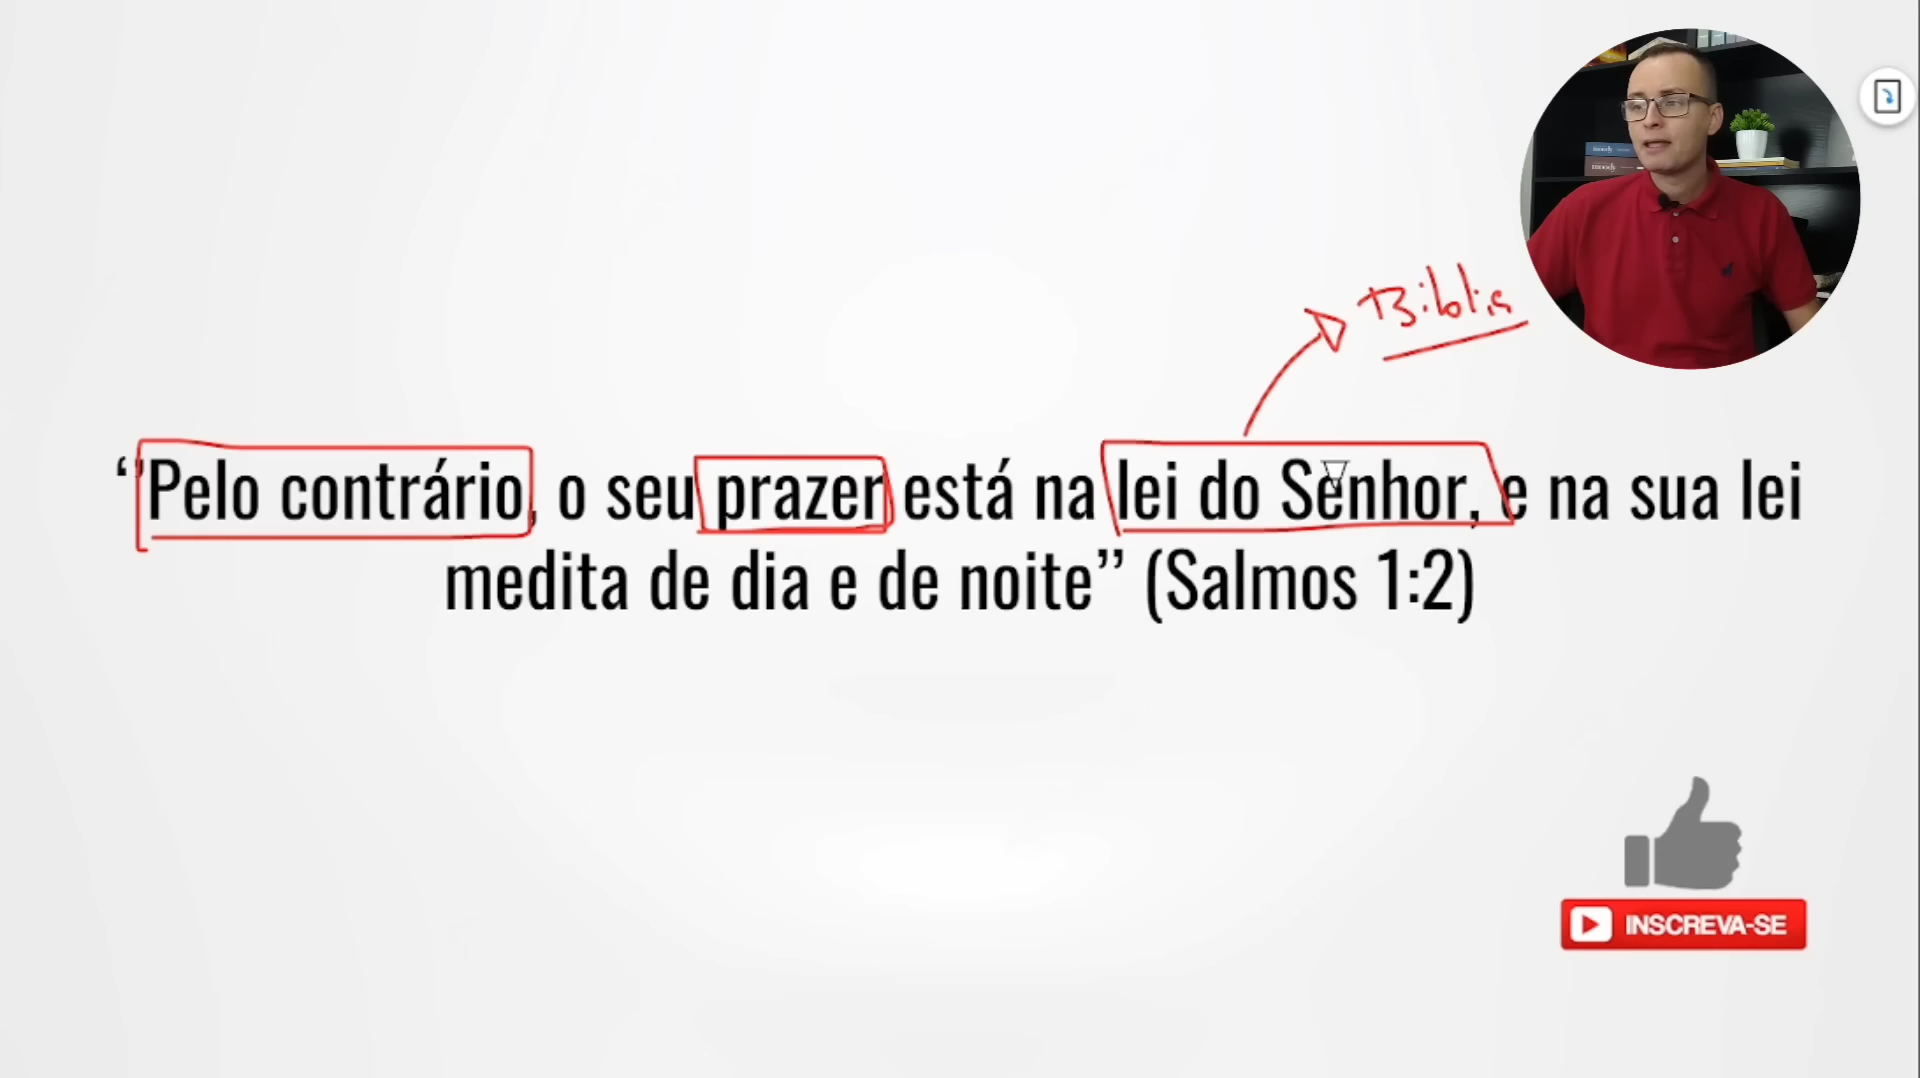 Bíblia
“Pelo contrário, o seu prazer está na lei do Senhor, e na sua lei
medita de dia e de noite” (Salmos 1:2)
INSCREVA-SE